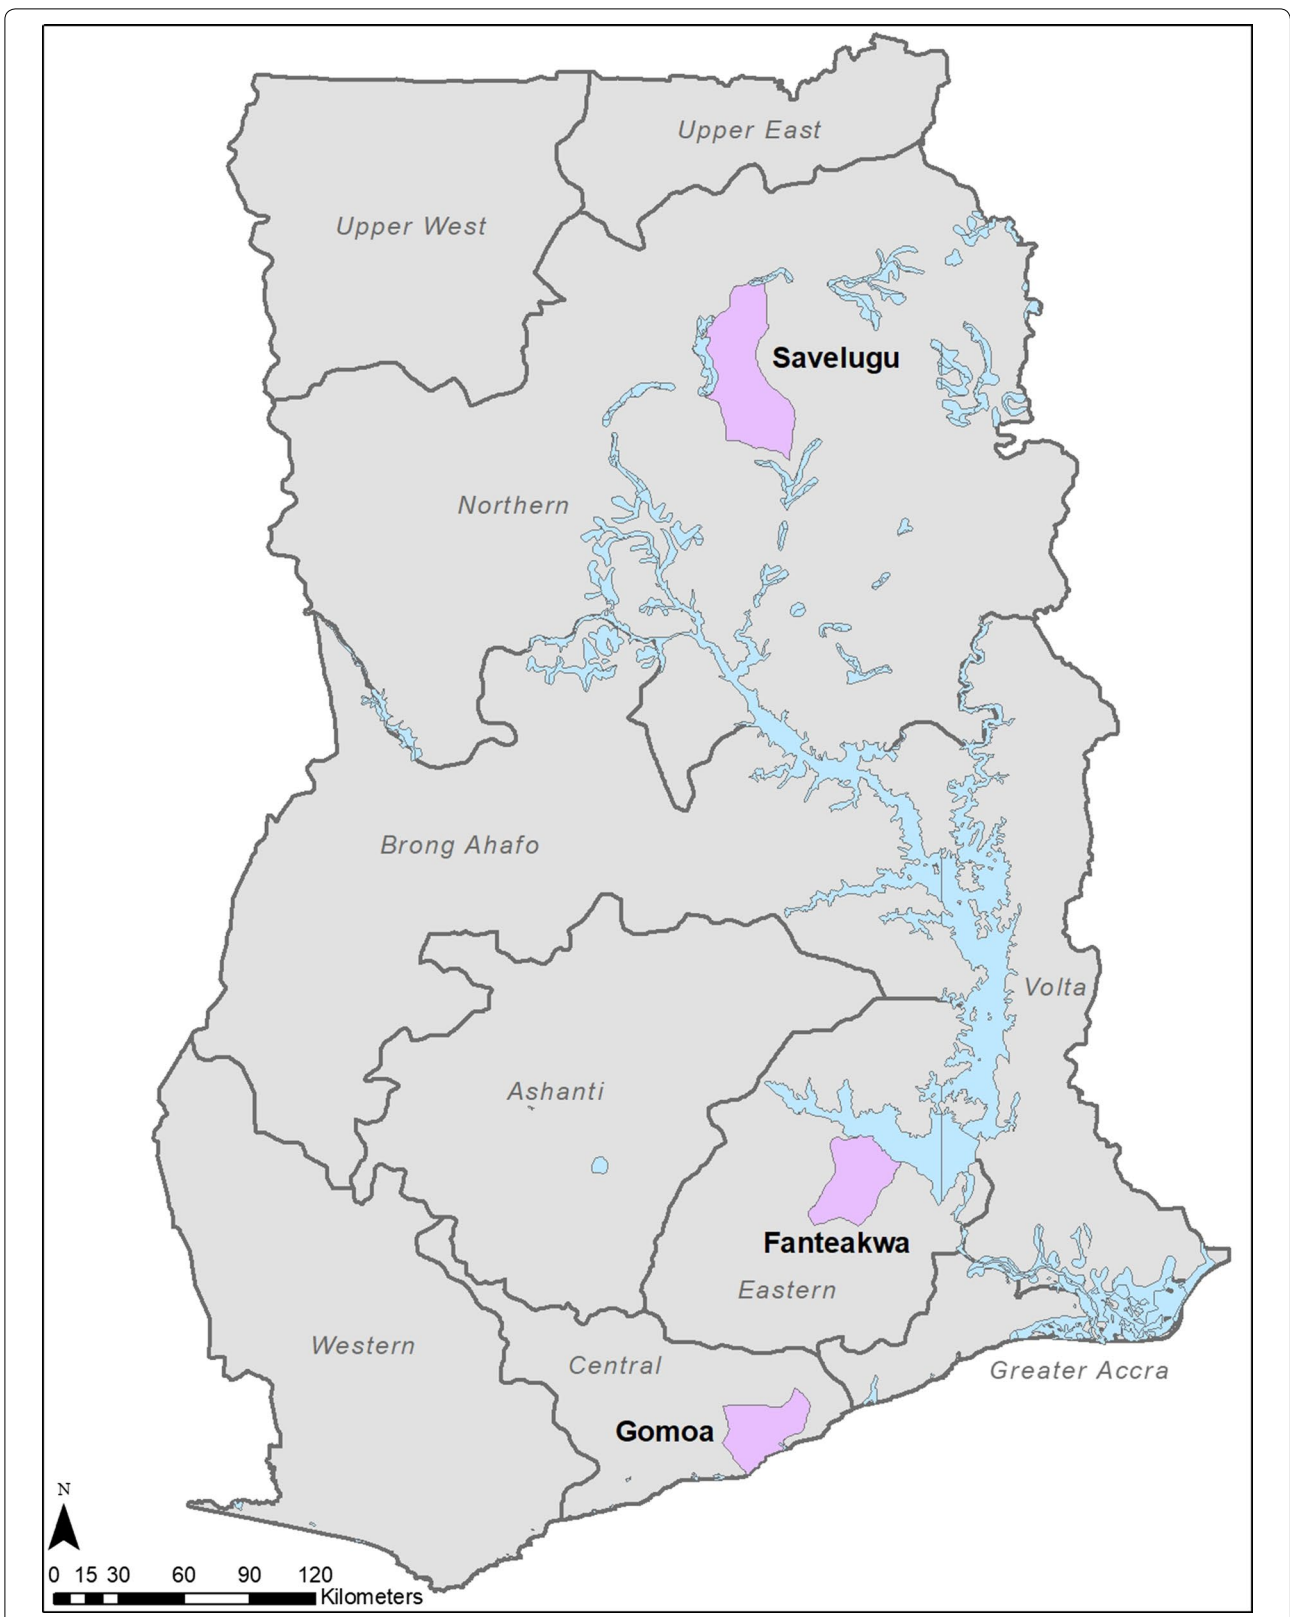 Upper East
Upper West
Savelugu
Northern
Brong Ahafo
Volta
Ashanti
Fanteakwa
Eastern
Western
Central
Greater Accra
Gomoa
N
0 15 30 60 90 120
Kilometers